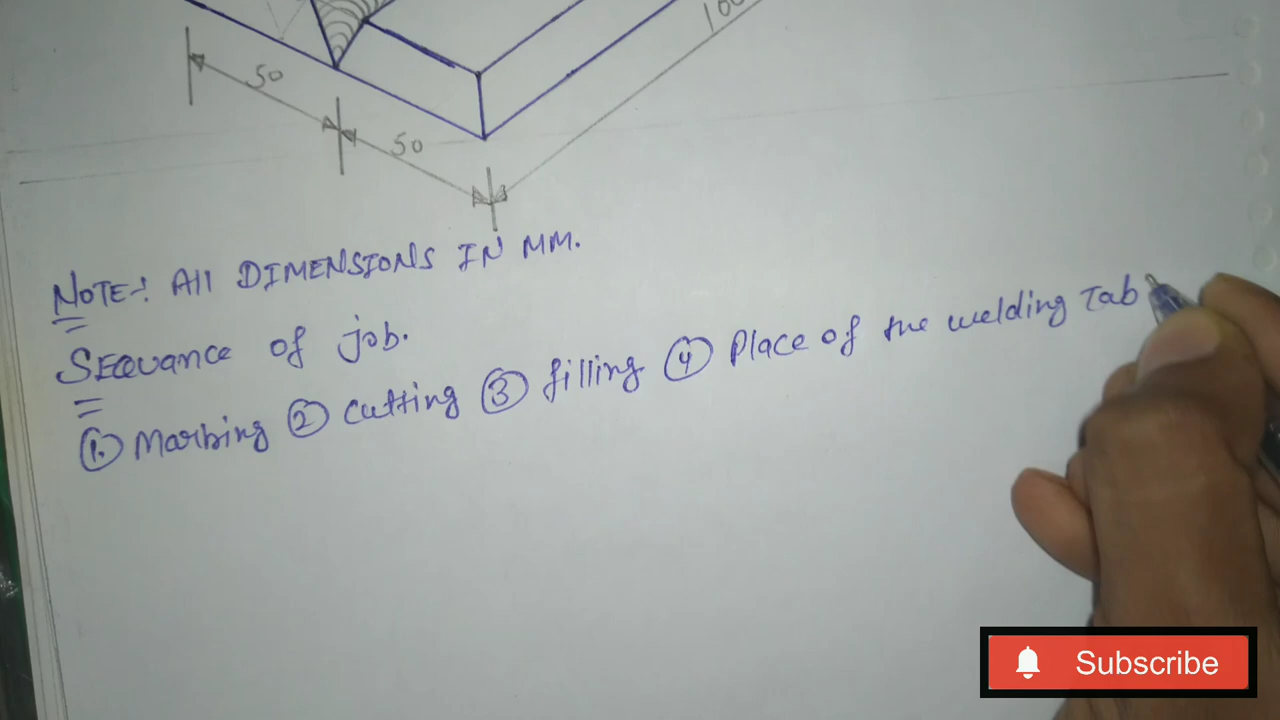 50
50
100
NOTE:- All DIMENSIONS IN MM.
SEQUANCE of job.
① Marking ② cutting ③ filling ④ Place of the welding Tab
Subscribe